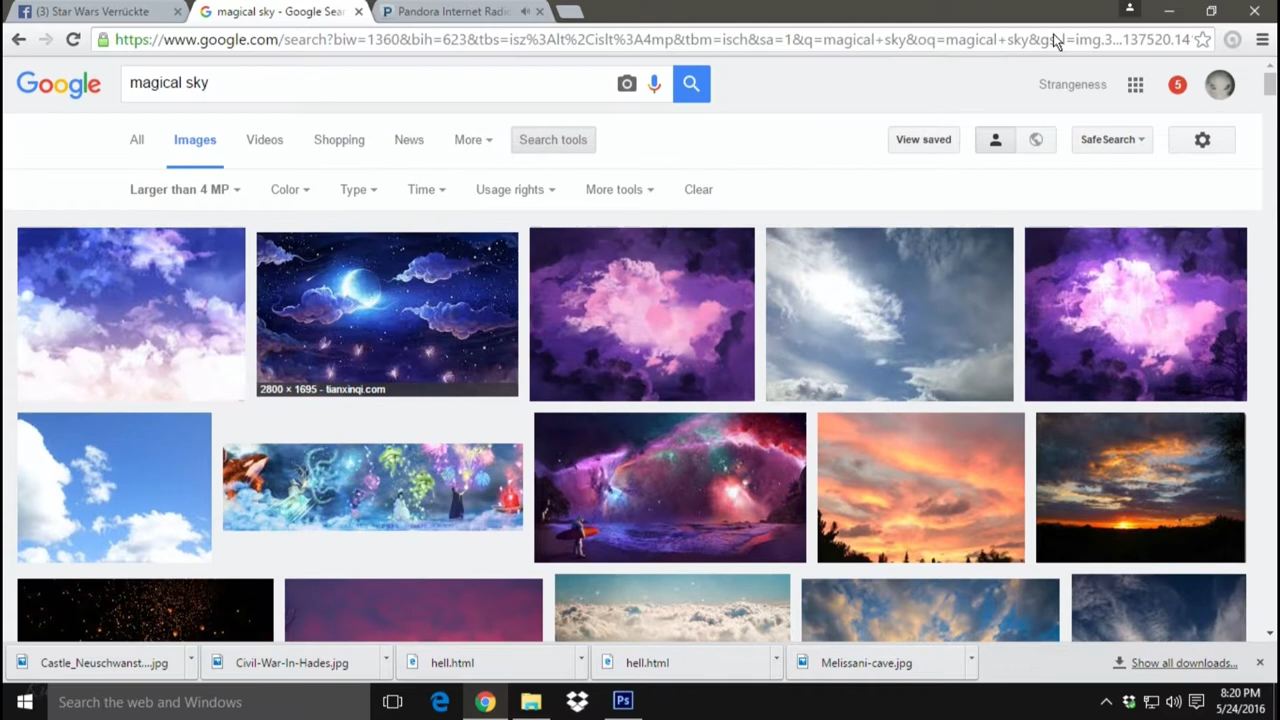 (3) Star Wars Verrückte
magical sky - Google Sea
Pandora Internet Radio
https://www.google.com/search?biw=1360&bih=623&tbs=isz%3Alt%2Cislt%3A4mp&tbm=isch&sa=1&q=magical+sky&oq=magical+sky&gs_l=img.3...137520.14
Google
magical sky
Strangeness
5
All
Images
Videos
Shopping
News
More
Search tools
View saved
SafeSearch
Larger than 4 MP
Color
Type
Time
Usage rights
More tools
Clear
2800 × 1695 - tianxinqi.com
Castle_Neuschwanst....jpg
Civil-War-In-Hades.jpg
hell.html
hell.html
Melissani-cave.jpg
Show all downloads...
Search the web and Windows
Ps
8:20 PM
5/24/2016